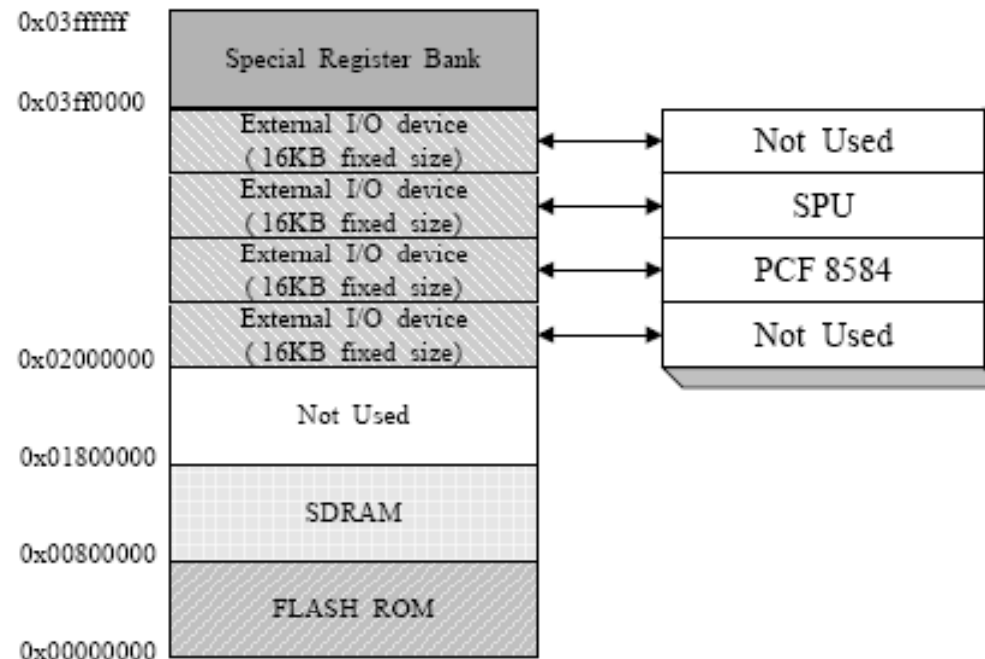 0x03ffffff
Special Register Bank
0x03ff0000
External I/O device
( 16KB fixed size)
Not Used
External I/O device
( 16KB fixed size)
SPU
External I/O device
( 16KB fixed size)
PCF 8584
External I/O device
( 16KB fixed size)
Not Used
0x02000000
Not Used
0x01800000
SDRAM
0x00800000
FLASH ROM
0x00000000